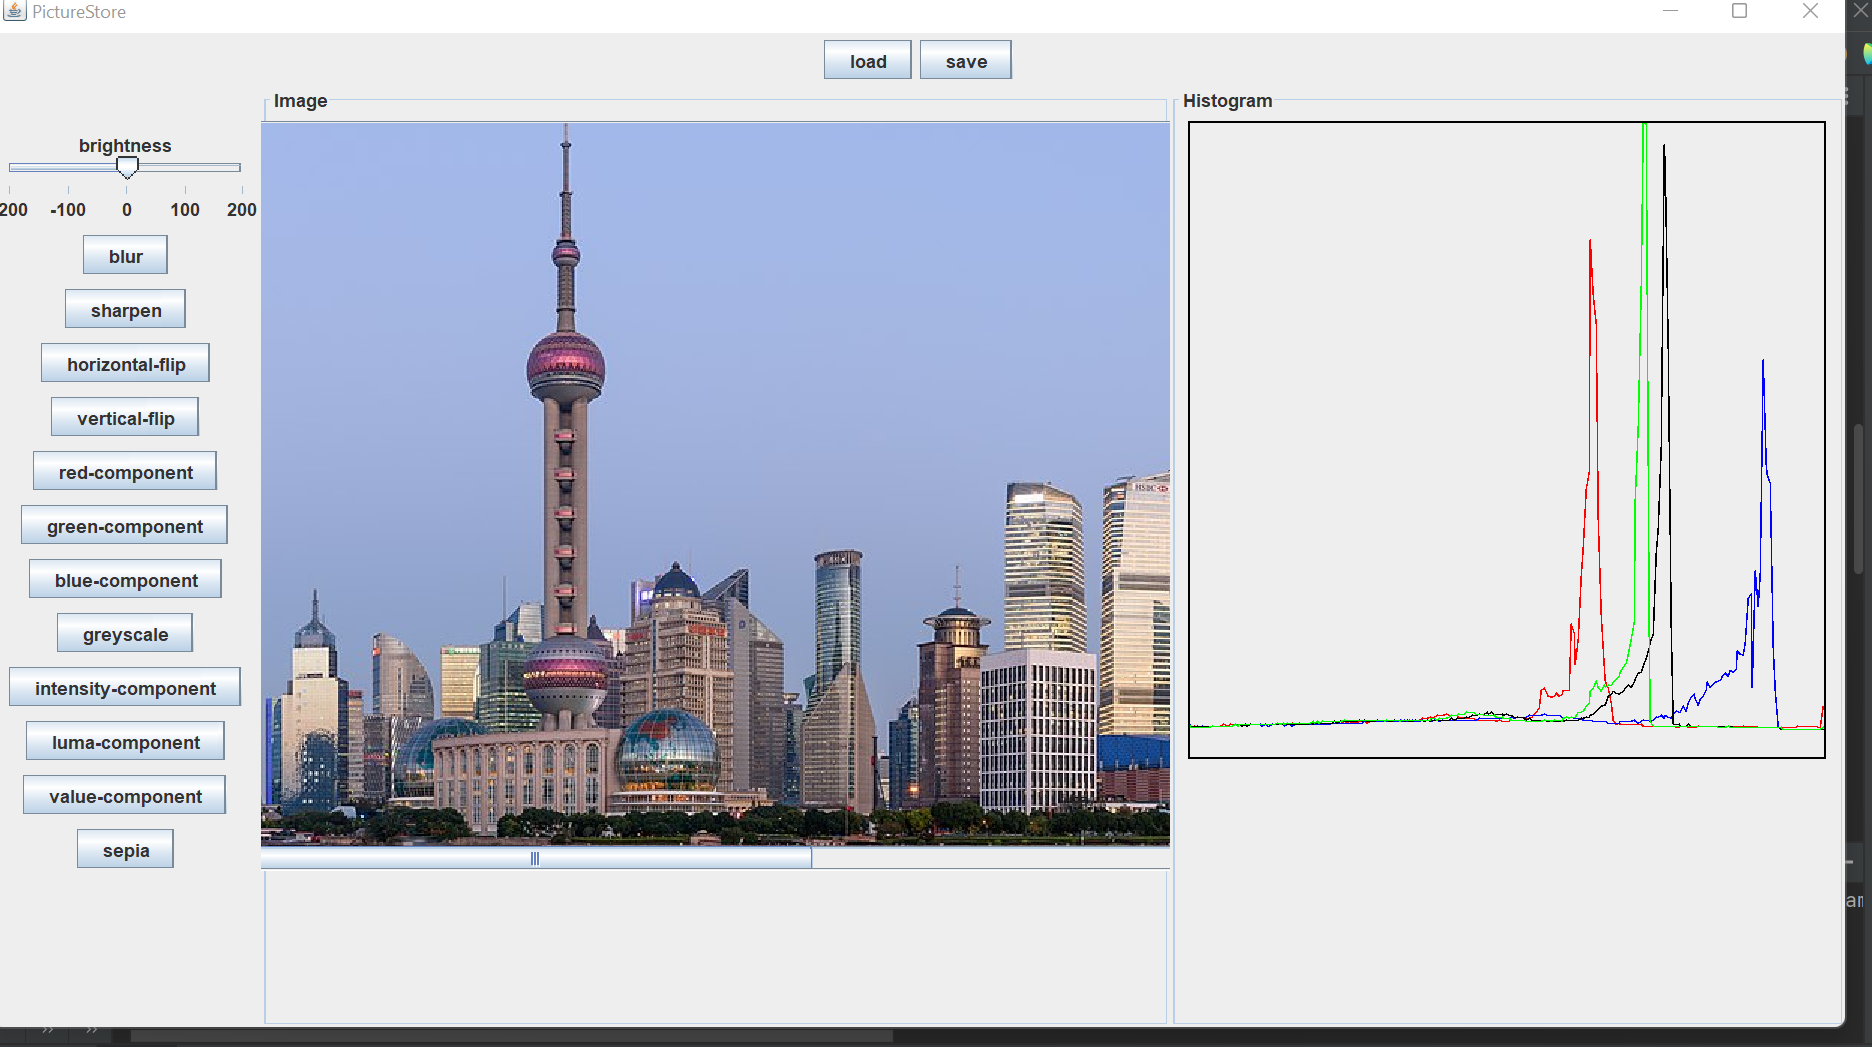 PictureStore
load
save
Image
Histogram
brightness
200 -100 0 100 200
blur
sharpen
horizontal-flip
vertical-flip
red-component
green-component
blue-component
greyscale
intensity-component
luma-component
value-component
sepia
HSBC